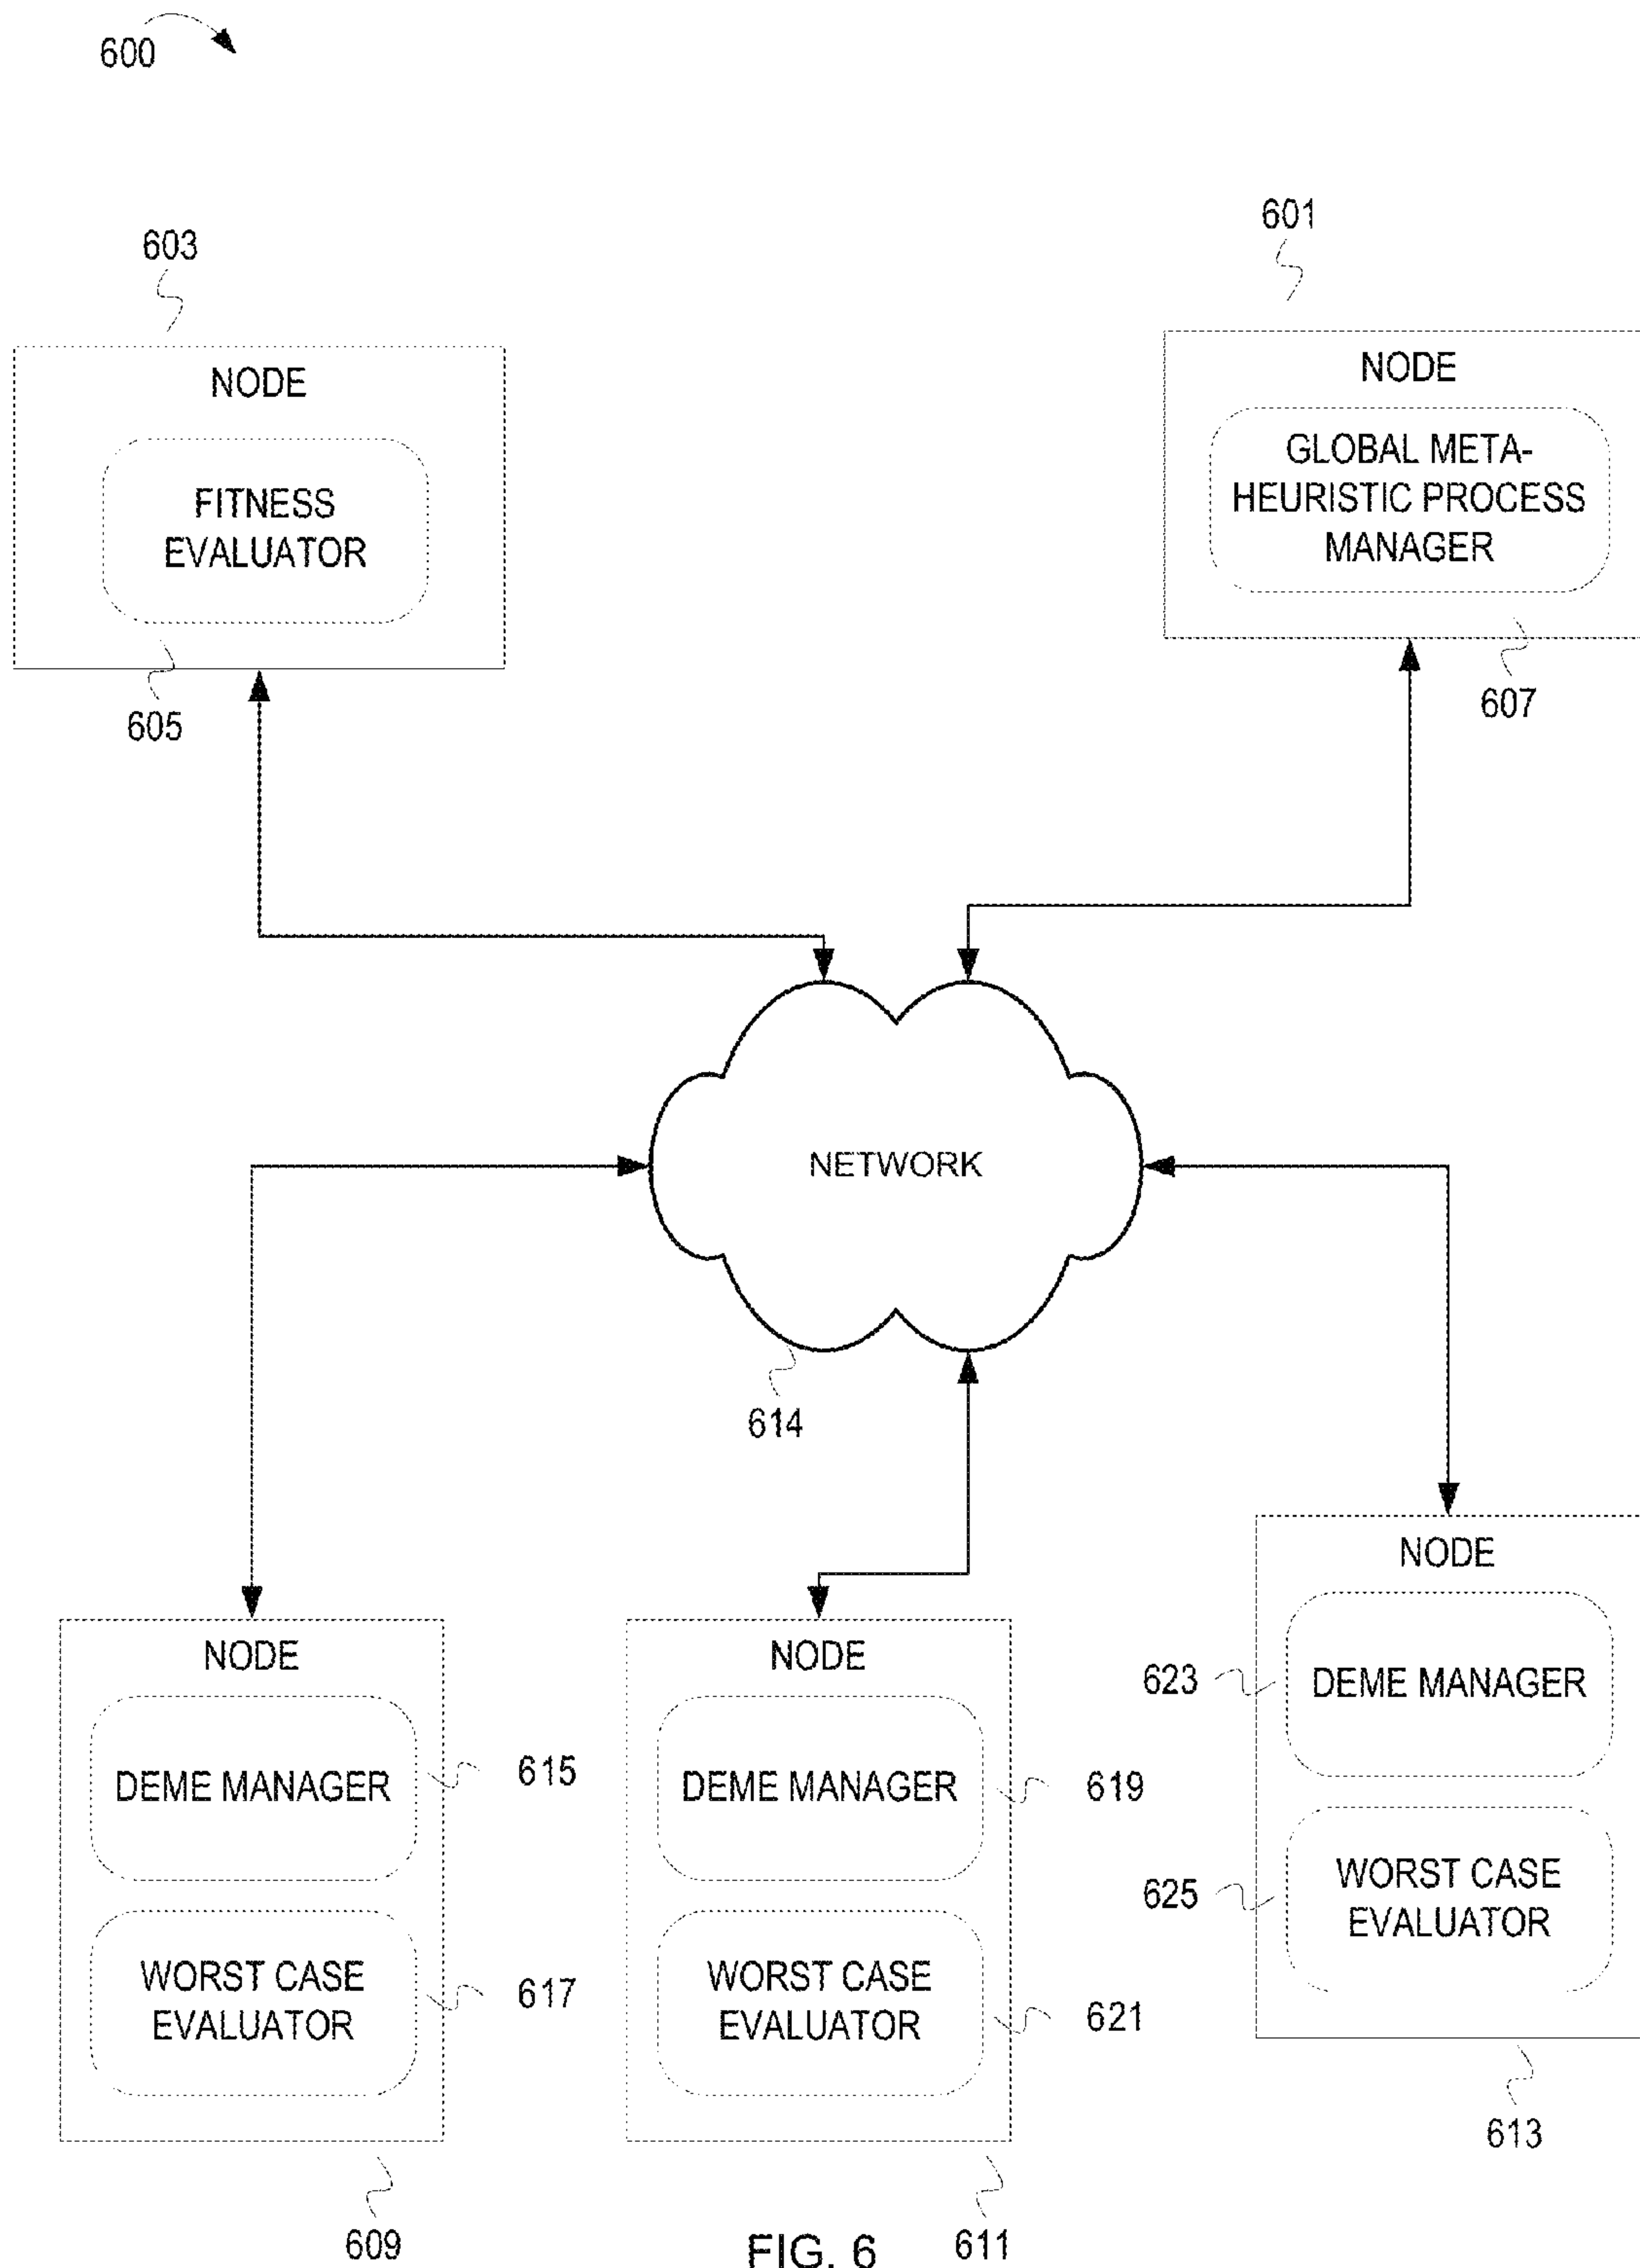 600
603
601
NODE
FITNESS
EVALUATOR
605
NODE
GLOBAL META-
HEURISTIC PROCESS
MANAGER
607
NETWORK
614
NODE
DEME MANAGER
615
WORST CASE
EVALUATOR
617
609
NODE
DEME MANAGER
619
WORST CASE
EVALUATOR
621
611
NODE
623
DEME MANAGER
625
WORST CASE
EVALUATOR
613
FIG. 6